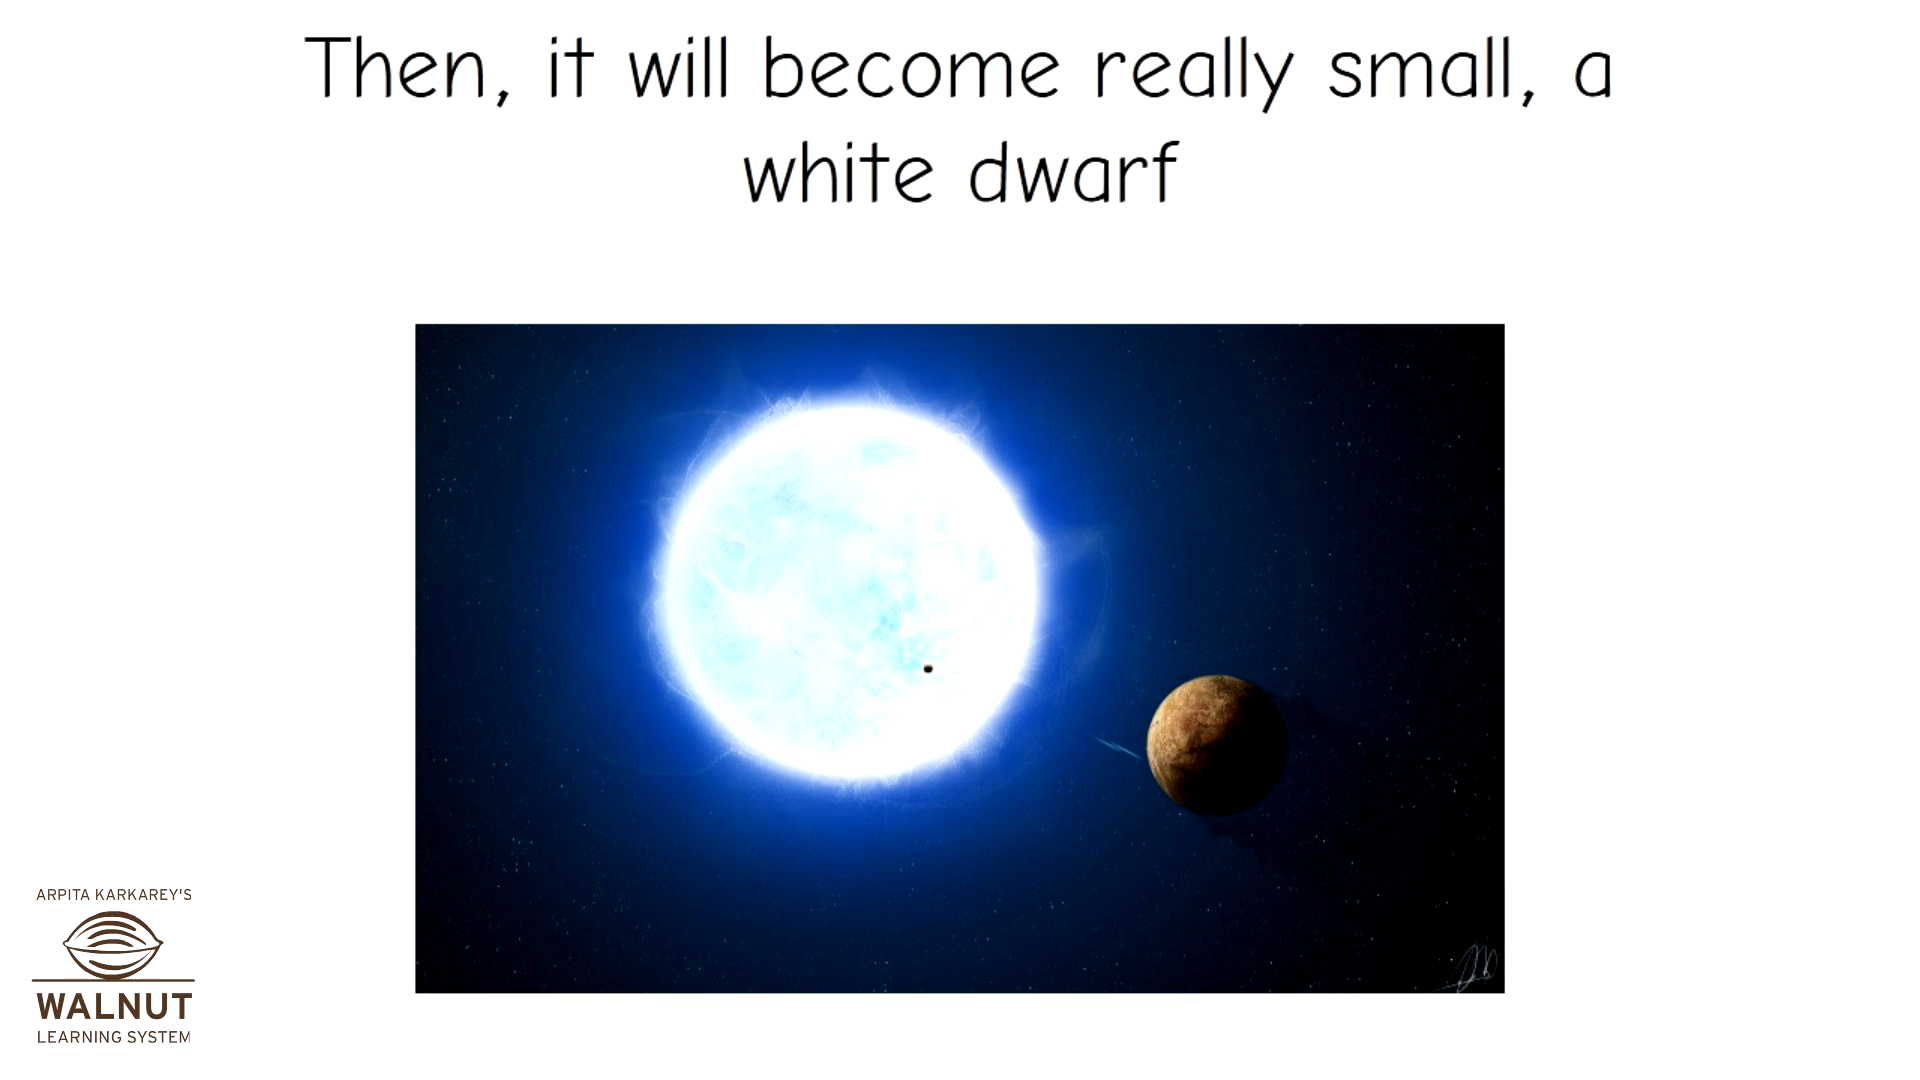 Then, it will become really small, a
white dwarf
ARPITA KARKAREY'S
WALNUT
LEARNING SYSTEM